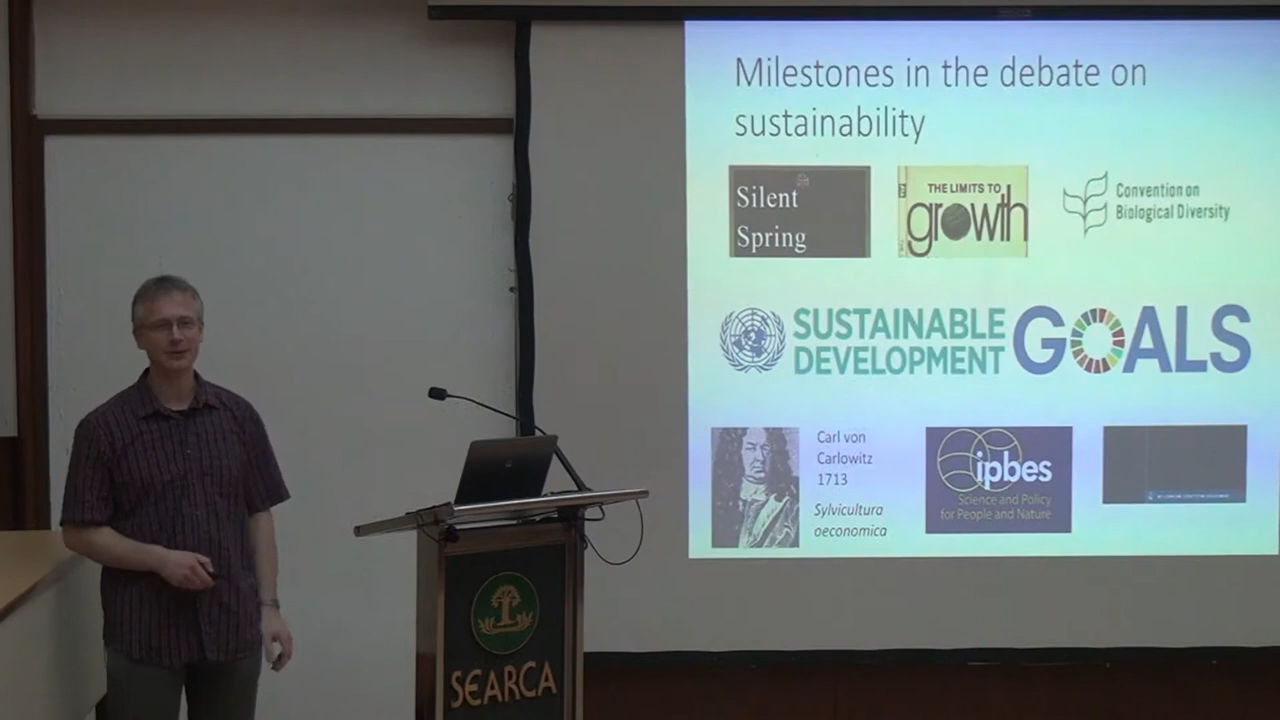 Milestones in the debate on
sustainability
Silent
Spring
THE LIMITS TO
growth
Convention on
Biological Diversity
SUSTAINABLE
DEVELOPMENT
GOALS
Carl von
Carlowitz
1713
Sylvicultura
oeconomica
ipbes
Science and Policy
for People and Nature
SEARCA